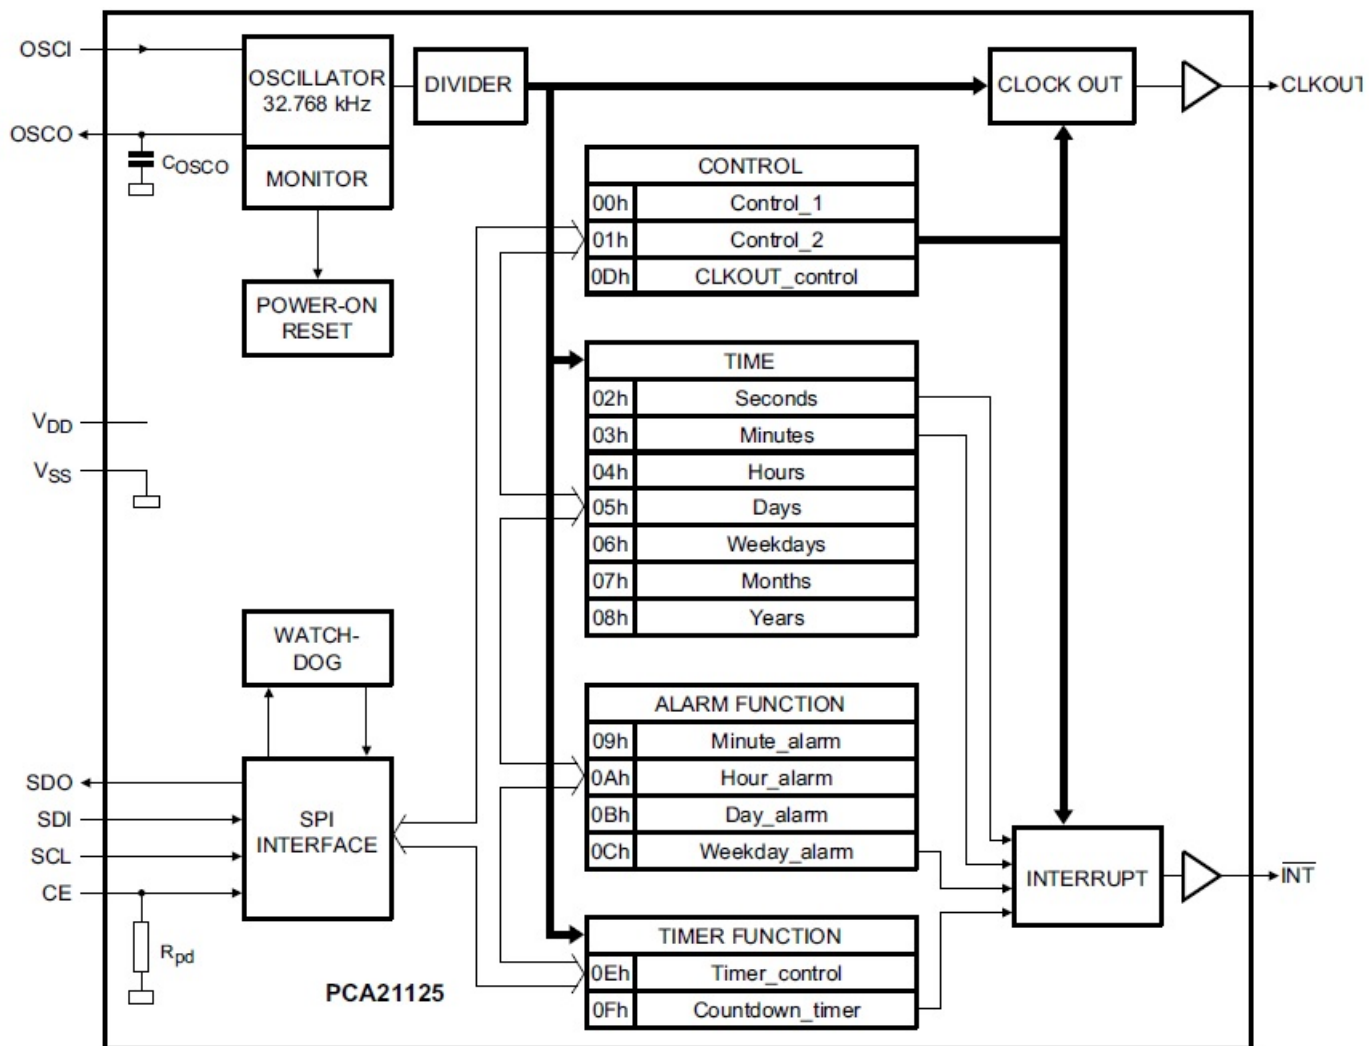 OSCI
OSCILLATOR
32.768 kHz
DIVIDER
CLOCK OUT
CLKOUT
OSCO
COSCO
MONITOR
POWER-ON
RESET
CONTROL
00h Control_1
01h Control_2
0Dh CLKOUT_control
TIME
02h Seconds
03h Minutes
04h Hours
05h Days
06h Weekdays
07h Months
08h Years
VDD
VSS
WATCH-
DOG
ALARM FUNCTION
09h Minute_alarm
0Ah Hour_alarm
0Bh Day_alarm
0Ch Weekday_alarm
SDO
SDI
SCL
CE
SPI
INTERFACE
INTERRUPT
INT
Rpd
PCA21125
TIMER FUNCTION
0Eh Timer_control
0Fh Countdown_timer